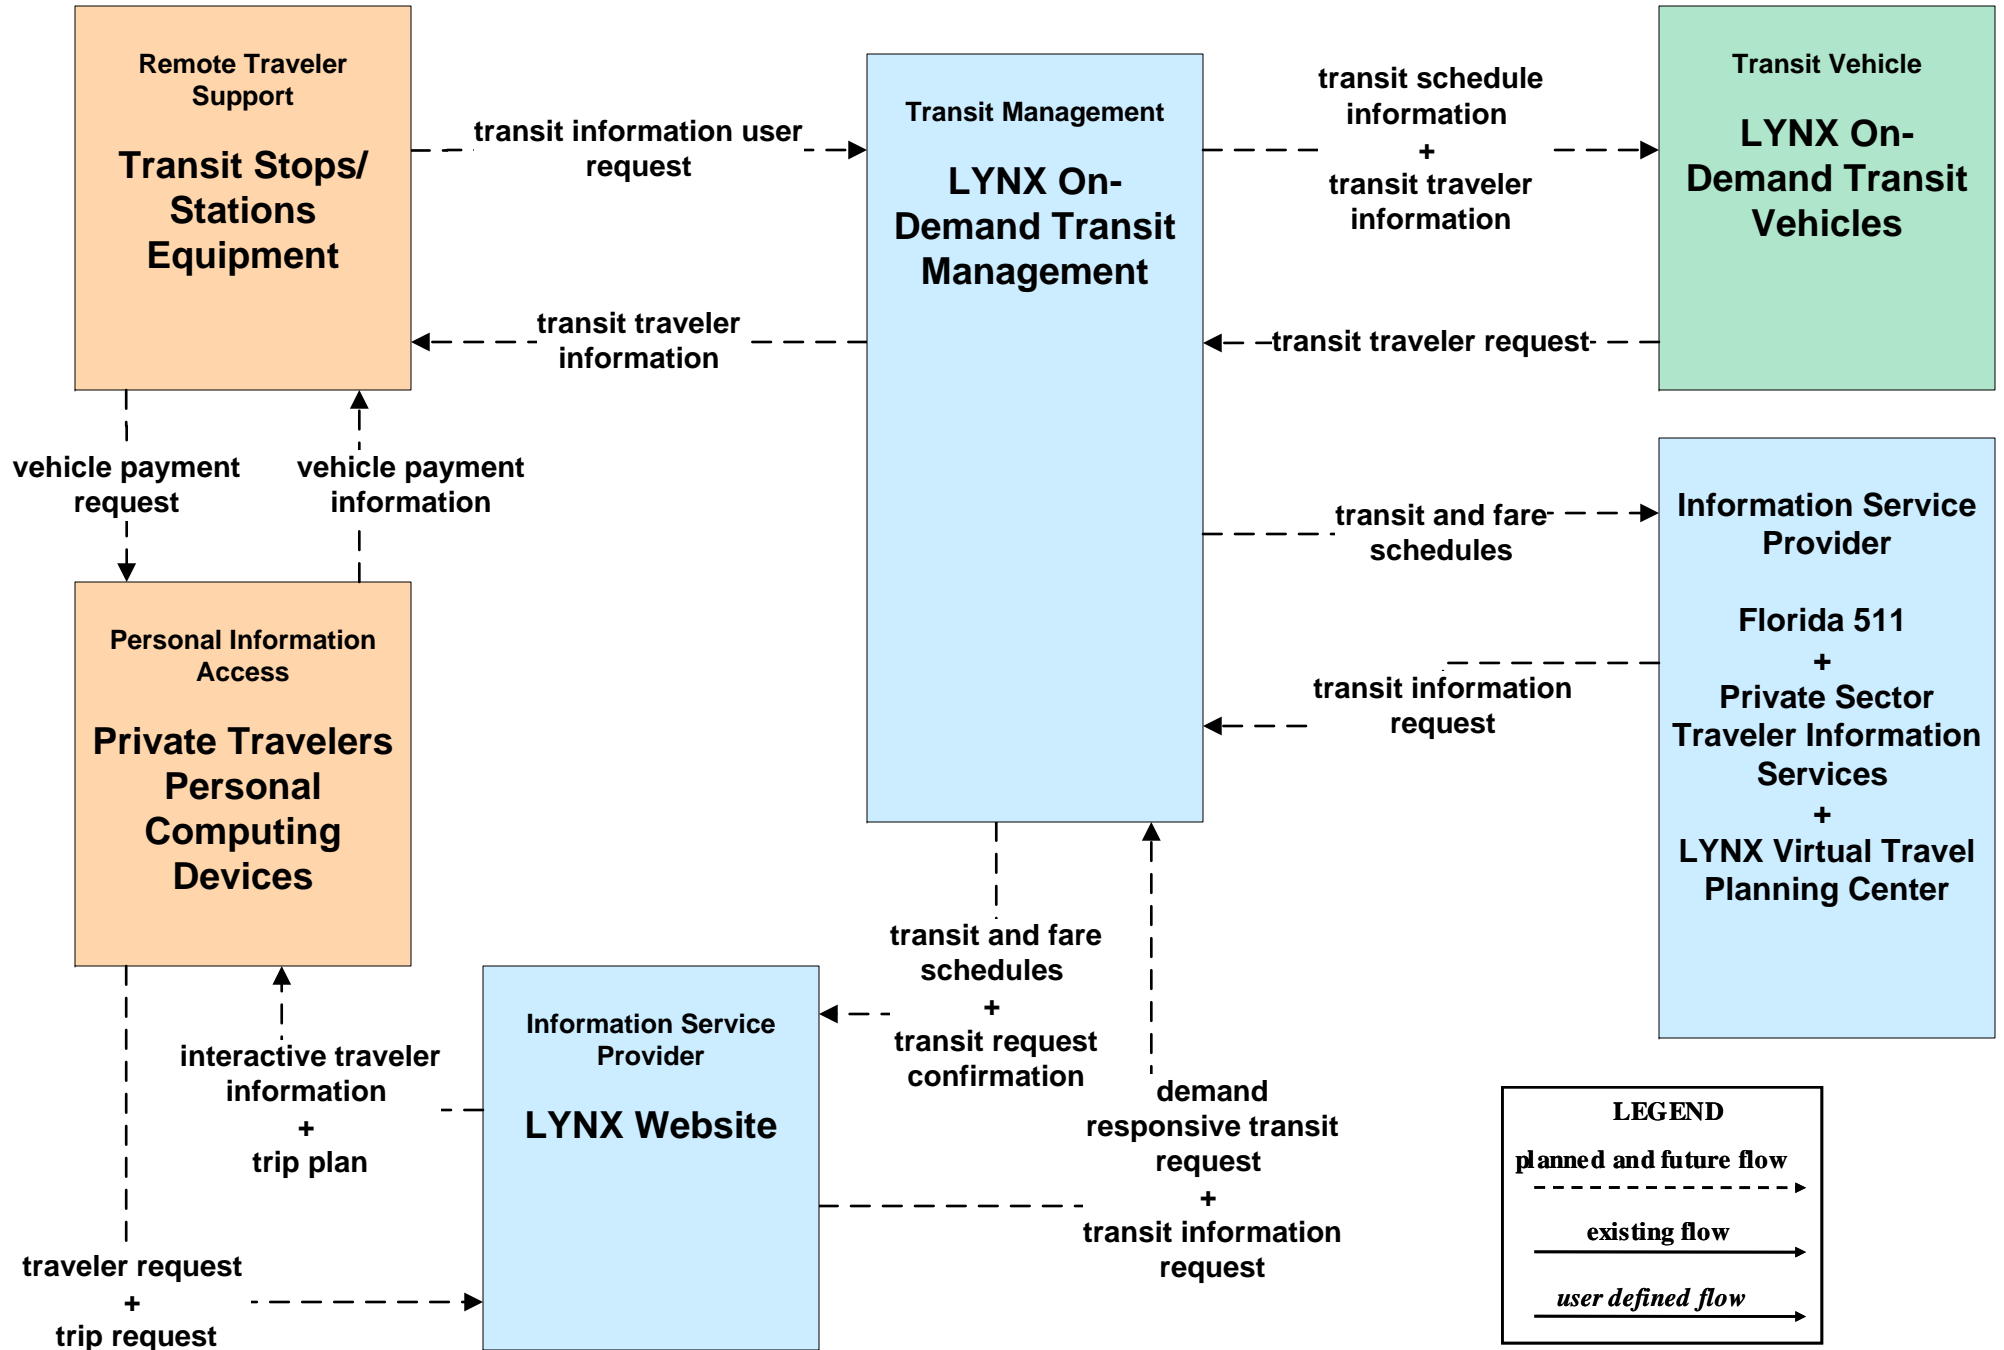 Remote Traveler
Support
Transit Stops/
Stations
Equipment
transit information user
request
transit traveler
information
Transit Management
LYNX On-
Demand Transit
Management
transit schedule
information
+
transit traveler
information
transit traveler request
Transit Vehicle
LYNX On-
Demand Transit
Vehicles
vehicle payment
request
vehicle payment
information
transit and fare
schedules
transit information
request
Information Service
Provider
Florida 511
+
Private Sector
Traveler Information
Services
+
LYNX Virtual Travel
Planning Center
Personal Information
Access
Private Travelers
Personal
Computing
Devices
interactive traveler
information
+
trip plan
traveler request
+
trip request
Information Service
Provider
LYNX Website
transit and fare
schedules
+
transit request
confirmation
demand
responsive transit
request
+
transit information
request
LEGEND
planned and future flow
existing flow
user defined flow